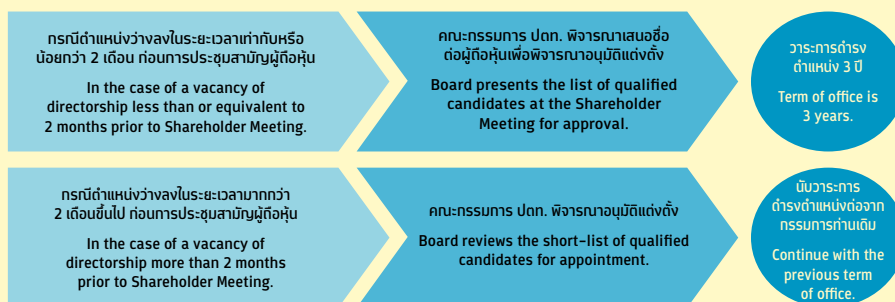 กรณีตำแหน่งว่างลงในระยะเวลาเท่ากับหรือ
น้อยกว่า 2 เดือน ก่อนการประชุมสามัญผู้ถือหุ้น
In the case of a vacancy of
directorship less than or equivalent to
2 months prior to Shareholder Meeting.
คณะกรรมการ ปตท. พิจารณาเสนอชื่อ
ต่อผู้ถือหุ้นเพื่อพิจารณาอนุมัติแต่งตั้ง
Board presents the list of qualified
candidates at the Shareholder
Meeting for approval.
วาระการดำรง
ตำแหน่ง 3 ปี
Term of office is
3 years.
กรณีตำแหน่งว่างลงในระยะเวลามากกว่า
2 เดือนขึ้นไป ก่อนการประชุมสามัญผู้ถือหุ้น
In the case of a vacancy of
directorship more than 2 months
prior to Shareholder Meeting.
คณะกรรมการ ปตท. พิจารณาอนุมัติแต่งตั้ง
Board reviews the short-list of qualified
candidates for appointment.
นับวาระการ
ดำรงตำแหน่งต่อจาก
กรรมการท่านเดิม
Continue with the
previous term
of office.